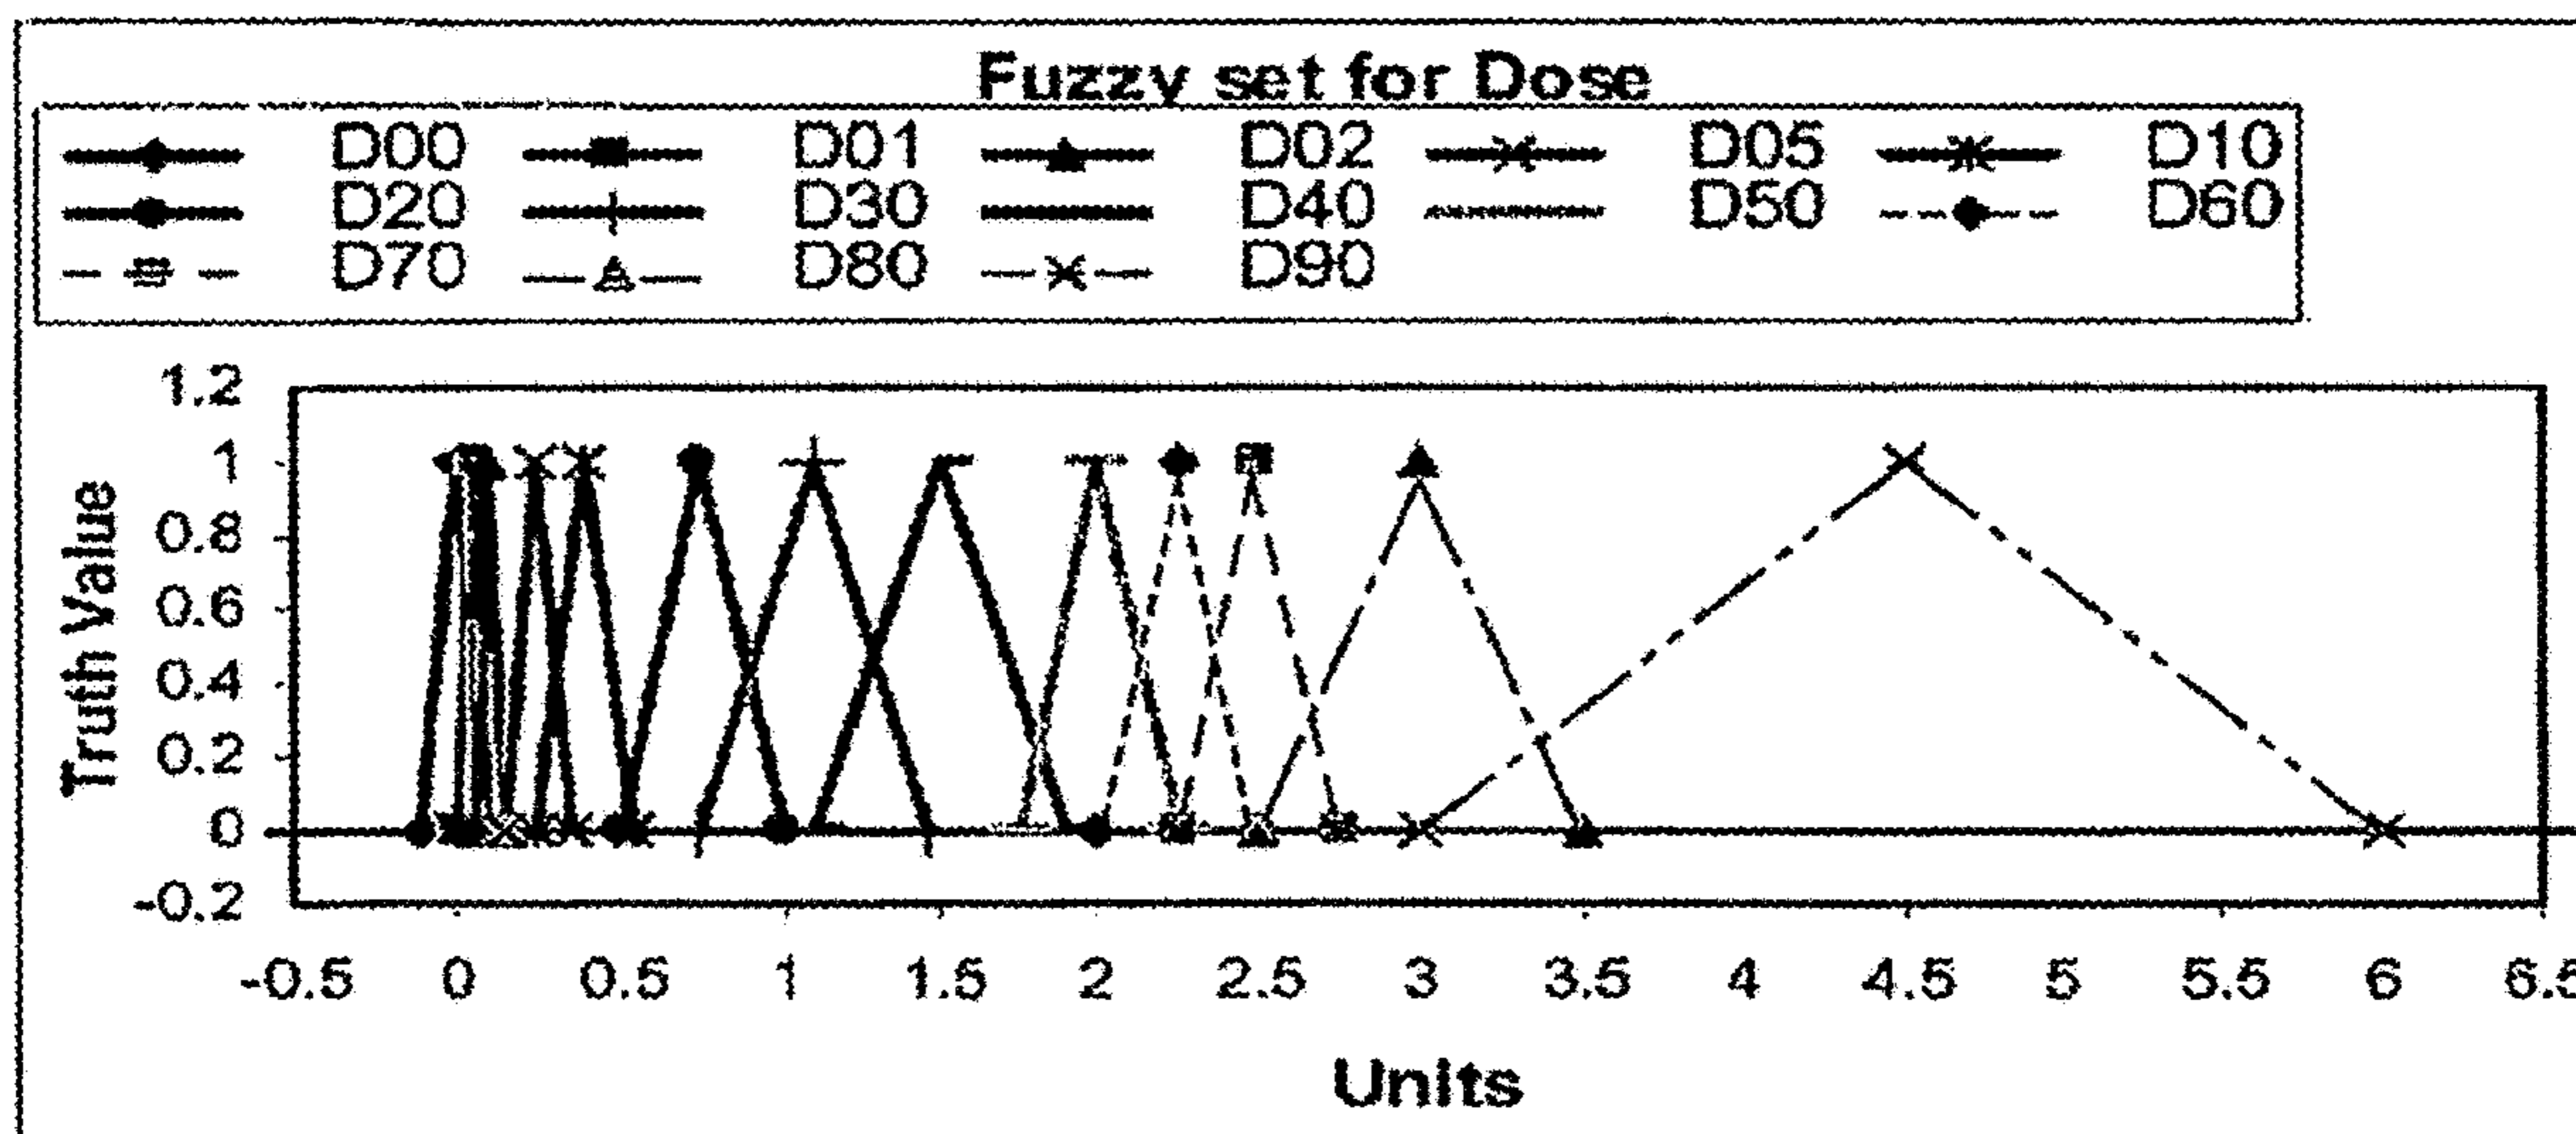 Fuzzy set for Dose
D00 D01 D02 D05 D10
D20 D30 D40 D50 D60
D70 D80 D90
1.2
1
0.8
0.6
0.4
0.2
0
-0.2
Truth Value
-0.5 0 0.5 1 1.5 2 2.5 3 3.5 4 4.5 5 5.5 6 6.5
Units